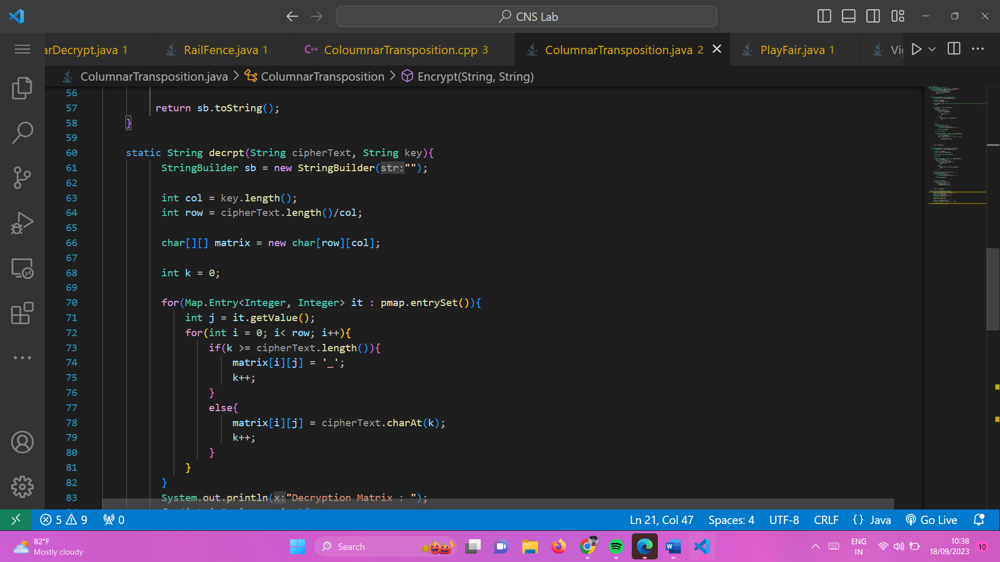 CNS Lab
arDecrypt.java 1
RailFence.java 1
C++ ColoumnarTransposition.cpp 3
ColumnarTransposition.java 2
PlayFair.java 1
ColumnarTransposition.java > ColumnarTransposition > Encrypt(String, String)
56
57 return sb.toString();
58 }
59
60 static String decrpt(String cipherText, String key){
61 StringBuilder sb = new StringBuilder(str:"");
62
63 int col = key.length();
64 int row = cipherText.length()/col;
65
66 char[][] matrix = new char[row][col];
67
68 int k = 0;
69
70 for(Map.Entry<Integer, Integer> it : pmap.entrySet()){
71 int j = it.getValue();
72 for(int i = 0; i< row; i++){
73 if(k >= cipherText.length()){
74 matrix[i][j] = '_';
75 k++;
76 }
77 else{
78 matrix[i][j] = cipherText.charAt(k);
79 k++;
80 }
81 }
82 }
83 System.out.println(x:"Decryption Matrix : ");
5 9 0
Ln 21, Col 47 Spaces: 4 UTF-8 CRLF {} Java Go Live
82°F
Mostly cloudy
Search
ENG
IN
10:38
18/09/2023
10